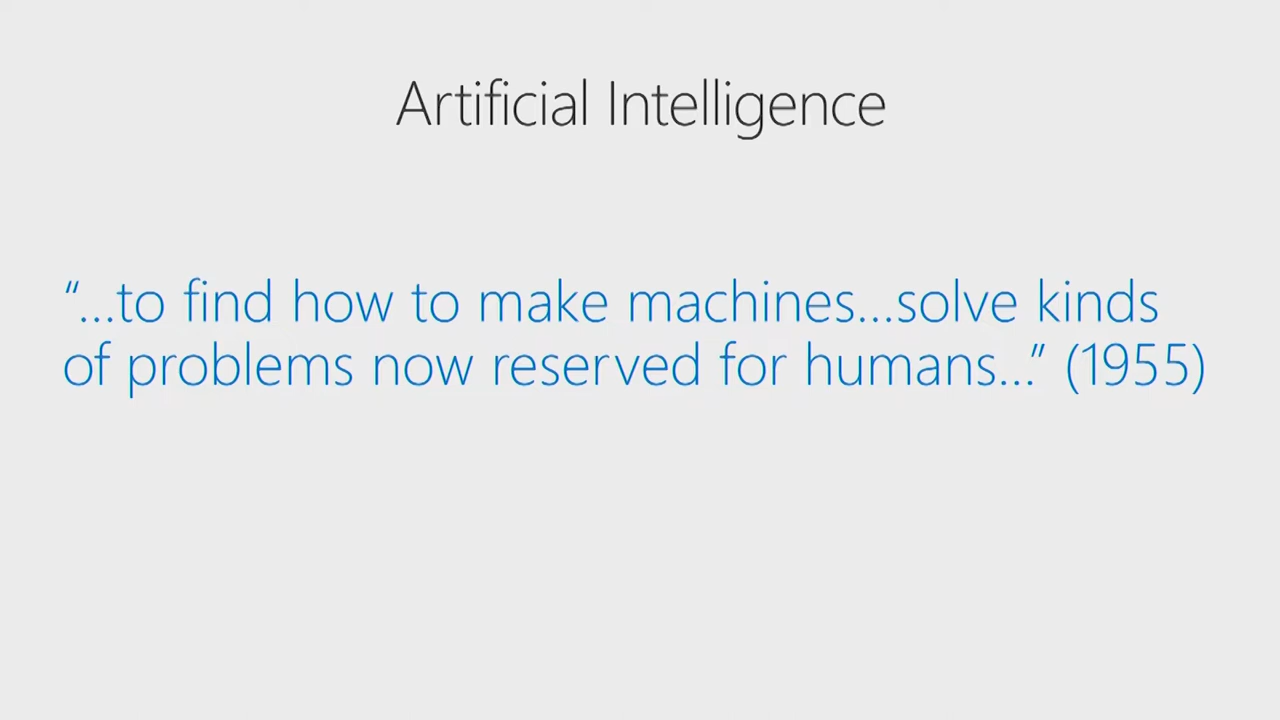 Artificial Intelligence
“...to find how to make machines...solve kinds
of problems now reserved for humans...” (1955)